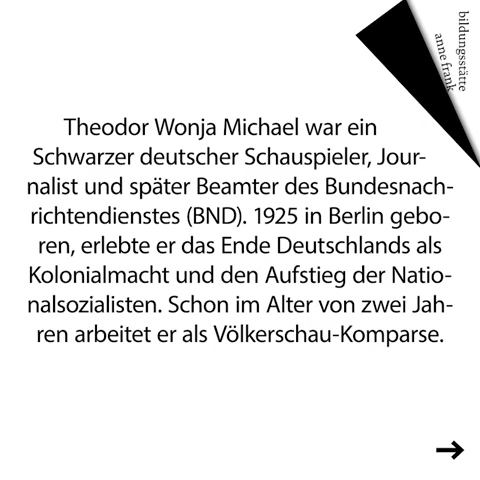 bildungsstätte
anne frank
Theodor Wonja Michael war ein
Schwarzer deutscher Schauspieler, Jour-
nalist und später Beamter des Bundesnach-
richtendienstes (BND). 1925 in Berlin gebo-
ren, erlebte er das Ende Deutschlands als
Kolonialmacht und den Aufstieg der Natio-
nalsozialisten. Schon im Alter von zwei Jah-
ren arbeitet er als Völkerschau-Komparse.